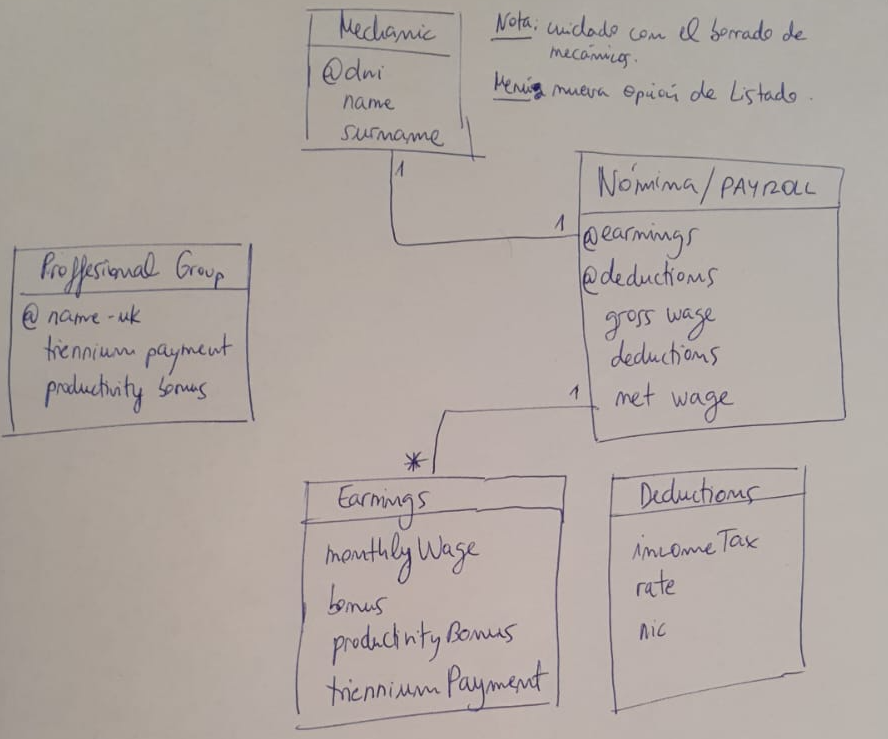 Mechanic
@dni
name
surname
1
Nota: cuidado com el borrado de
mecánicos.
Menús nueva opción de Listado.
Nómina/PAYROLL
1
@earnings
@deductions
gross wage
deductions
net wage
1
Proffesional Group
@ name-uk
triennium payment
productivity bonus
*
Earnings
monthlyWage
bonus
productivityBonus
trienniumPayment
Deductions
incomeTax
rate
nic